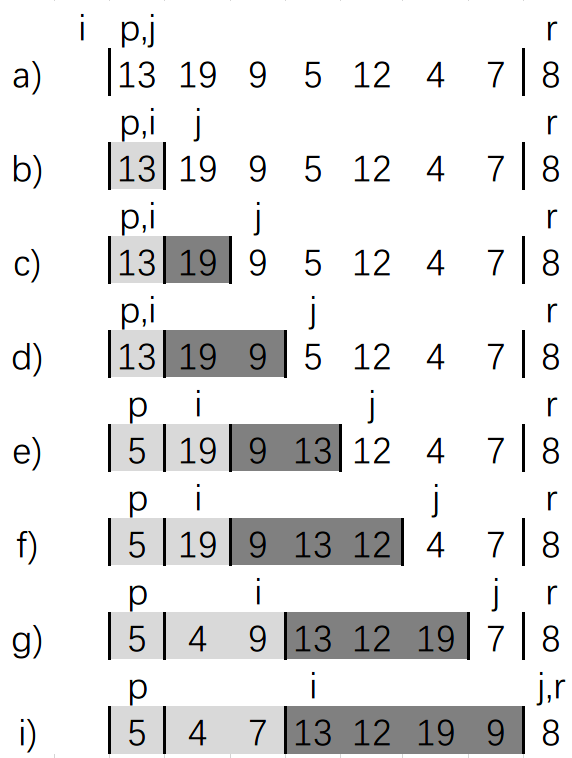 i p,j r
a) 13 19 9 5 12 4 7 8
p,i j r
b) 13 19 9 5 12 4 7 8
p,i j r
c) 13 19 9 5 12 4 7 8
p,i j r
d) 13 19 9 5 12 4 7 8
p i j r
e) 5 19 9 13 12 4 7 8
p i j r
f) 5 19 9 13 12 4 7 8
p i j r
g) 5 4 9 13 12 19 7 8
p i j,r
i) 5 4 7 13 12 19 9 8